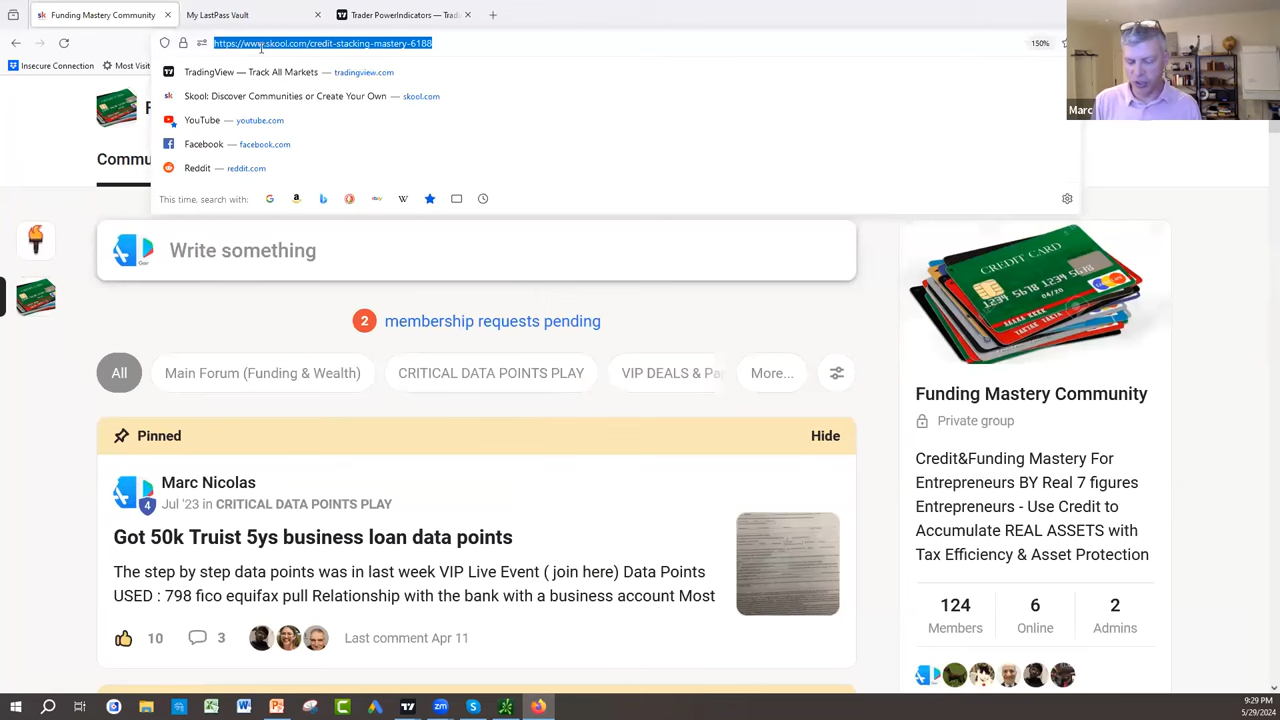 Funding Mastery Community
My LastPass Vault
Trader PowerIndicators — Trad
https://www.skool.com/credit-stacking-mastery-6188
150%
Insecure Connection
Most Visit
TradingView — Track All Markets — tradingview.com
sk Skool: Discover Communities or Create Your Own — skool.com
YouTube — youtube.com
Facebook — facebook.com
Reddit — reddit.com
This time, search with:
Marc
F
Commu
Write something
2 membership requests pending
All
Main Forum (Funding & Wealth)
CRITICAL DATA POINTS PLAY
VIP DEALS & Pa
More...
Pinned
Hide
Marc Nicolas
4
Jul '23 in CRITICAL DATA POINTS PLAY
Got 50k Truist 5ys business loan data points
The step by step data points was in last week VIP Live Event ( join here) Data Points
USED : 798 fico equifax pull Relationship with the bank with a business account Most
10
3
Last comment Apr 11
CREDIT CARD
1234 5678 1234 5678
04/20
Funding Mastery Community
Private group
Credit&Funding Mastery For
Entrepreneurs BY Real 7 figures
Entrepreneurs - Use Credit to
Accumulate REAL ASSETS with
Tax Efficiency & Asset Protection
124
6
2
Members
Online
Admins
9:29 PM
5/29/2024